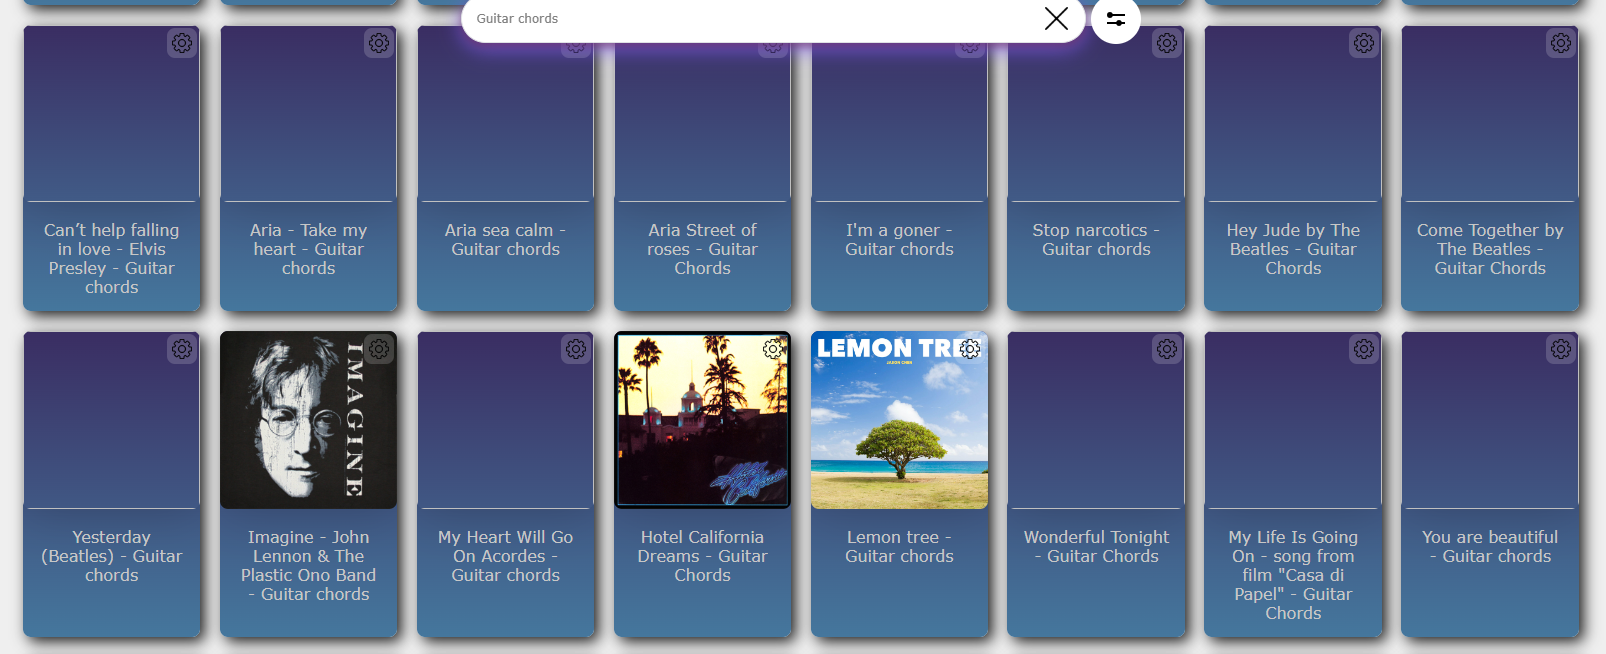 Guitar chords
Can’t help falling
in love - Elvis
Presley - Guitar
chords
Aria - Take my
heart - Guitar
chords
Aria sea calm -
Guitar chords
Aria Street of
roses - Guitar
Chords
I'm a goner -
Guitar chords
Stop narcotics -
Guitar chords
Hey Jude by The
Beatles - Guitar
Chords
Come Together by
The Beatles -
Guitar Chords
IMAGINE
LEMON TREE
Yesterday
(Beatles) - Guitar
chords
Imagine - John
Lennon & The
Plastic Ono Band
- Guitar chords
My Heart Will Go
On Acordes -
Guitar chords
Hotel California
Dreams - Guitar
Chords
Lemon tree -
Guitar chords
Wonderful Tonight
- Guitar Chords
My Life Is Going
On - song from
film "Casa di
Papel" - Guitar
Chords
You are beautiful
- Guitar chords